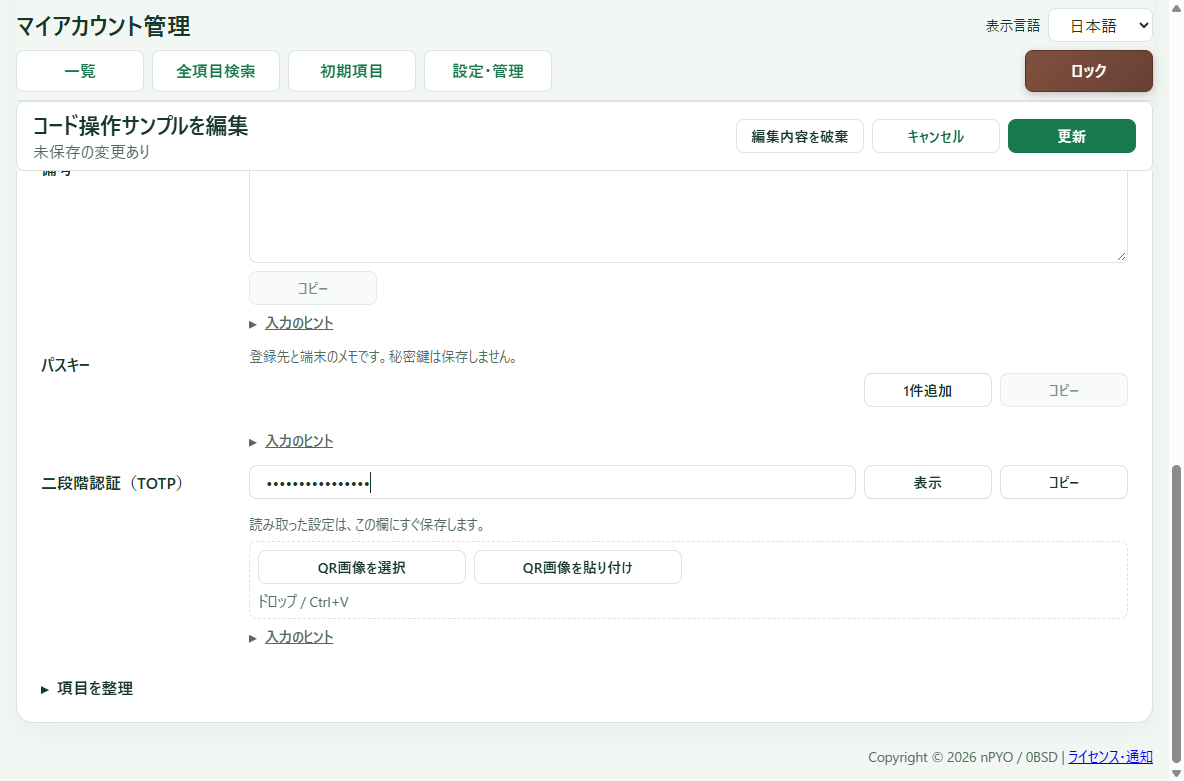 マイアカウント管理
表示言語 日本語
一覧 全項目検索 初期項目 設定・管理 ロック
コード操作サンプルを編集
未保存の変更あり
編集内容を破棄 キャンセル 更新
備考
コピー
▶ 入力のヒント
パスキー
登録先と端末のメモです。秘密鍵は保存しません。
1件追加 コピー
▶ 入力のヒント
二段階認証（TOTP） •••••••••••••••• 表示 コピー
読み取った設定は、この欄にすぐ保存します。
QR画像を選択 QR画像を貼り付け
ドロップ / Ctrl+V
▶ 入力のヒント
▶ 項目を整理
Copyright © 2026 nPYO / 0BSD | ライセンス・通知